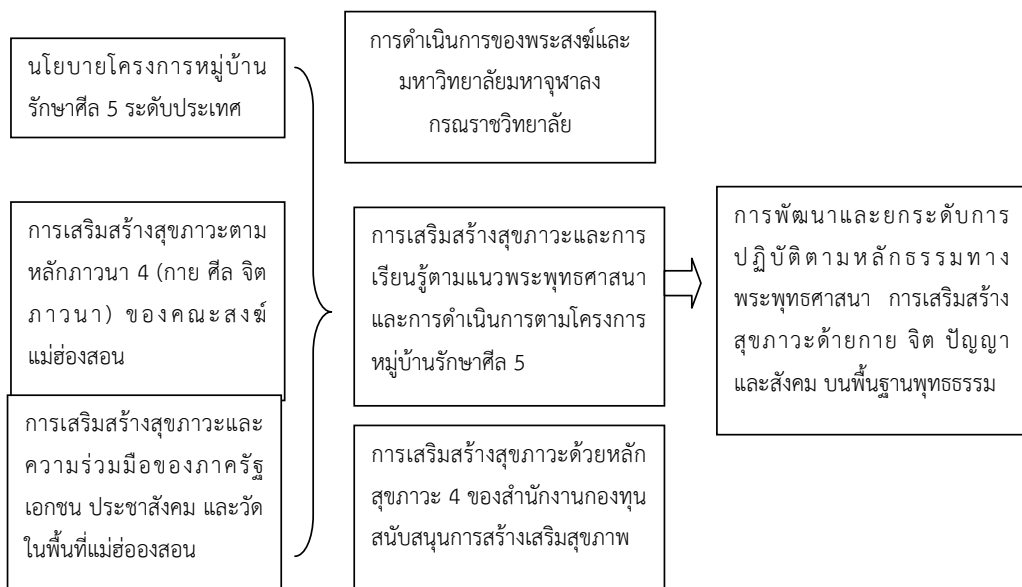 นโยบายโครงการหมู่บ้าน
รักษาศีล 5 ระดับประเทศ
การเสริมสร้างสุขภาวะตาม
หลักภาวนา 4 (กาย ศีล จิต
ภาวนา) ของคณะสงฆ์
แม่ฮ่องสอน
การเสริมสร้างสุขภาวะและ
ความร่วมมือของภาครัฐ
เอกชน ประชาสังคม และวัด
ในพื้นที่แม่ฮ่อองสอน
การดำเนินการของพระสงฆ์และ
มหาวิทยาลัยมหาจุฬาลง
กรณราชวิทยาลัย
การเสริมสร้างสุขภาวะและการ
เรียนรู้ตามแนวพระพุทธศาสนา
และการดำเนินการตามโครงการ
หมู่บ้านรักษาศีล 5
การเสริมสร้างสุขภาวะด้วยหลัก
สุขภาวะ 4 ของสำนักงานกองทุน
สนับสนุนการสร้างเสริมสุขภาพ
การพัฒนาและยกระดับการ
ปฏิบัติตามหลักธรรมทาง
พระพุทธศาสนา การเสริมสร้าง
สุขภาวะด้ายกาย จิต ปัญญา
และสังคม บนพื้นฐานพุทธธรรม